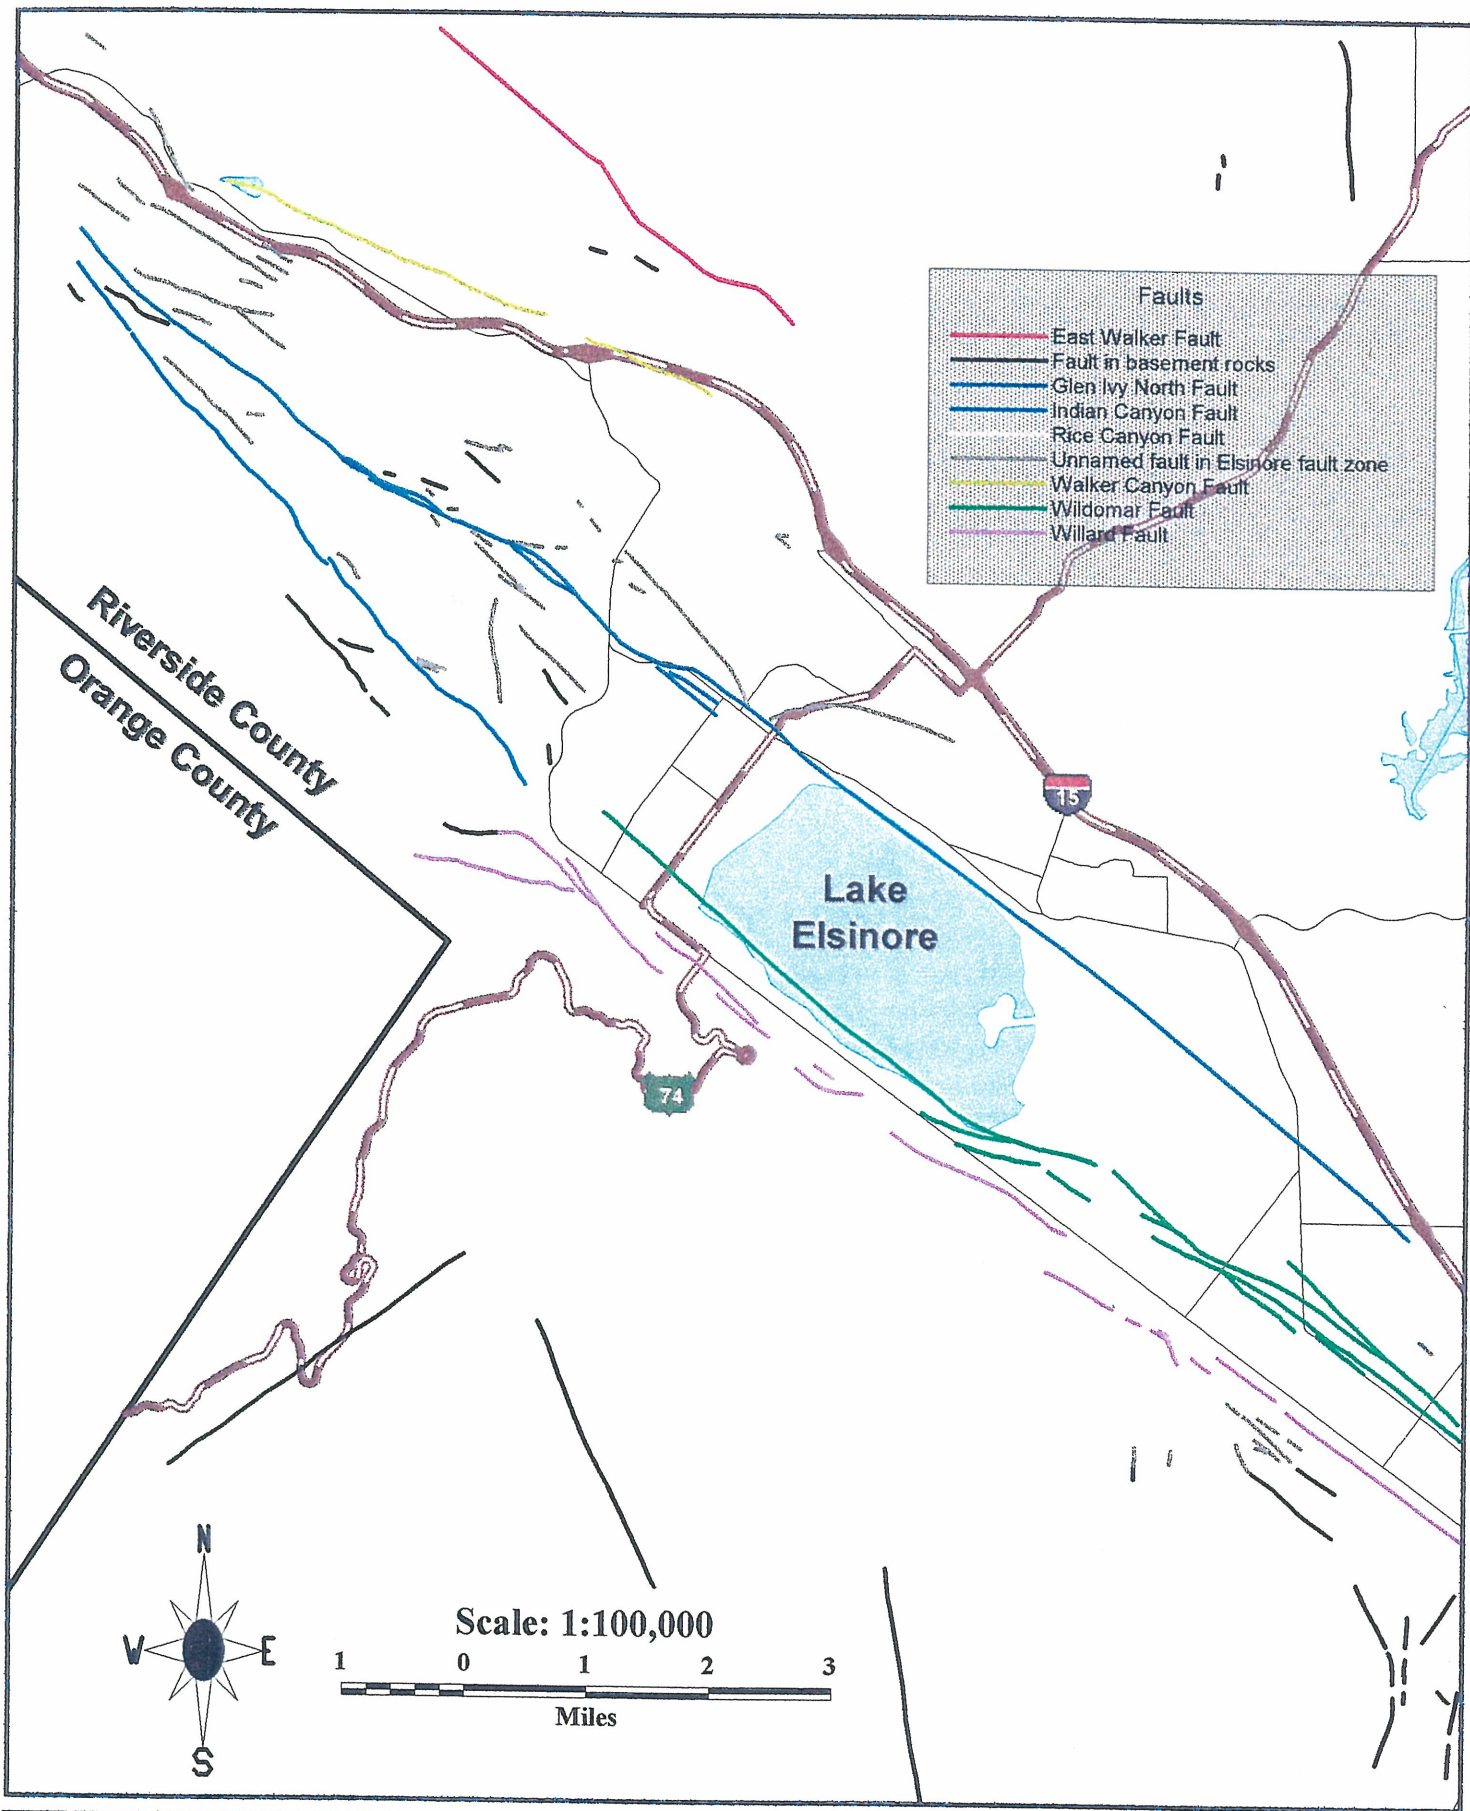 Faults
East Walker Fault
Fault in basement rocks
Glen Ivy North Fault
Indian Canyon Fault
Rice Canyon Fault
Unnamed fault in Elsinore fault zone
Walker Canyon Fault
Wildomar Fault
Willard Fault
Riverside County
Orange County
15
Lake
Elsinore
74
N
W E
S
Scale: 1:100,000
1 0 1 2 3
Miles